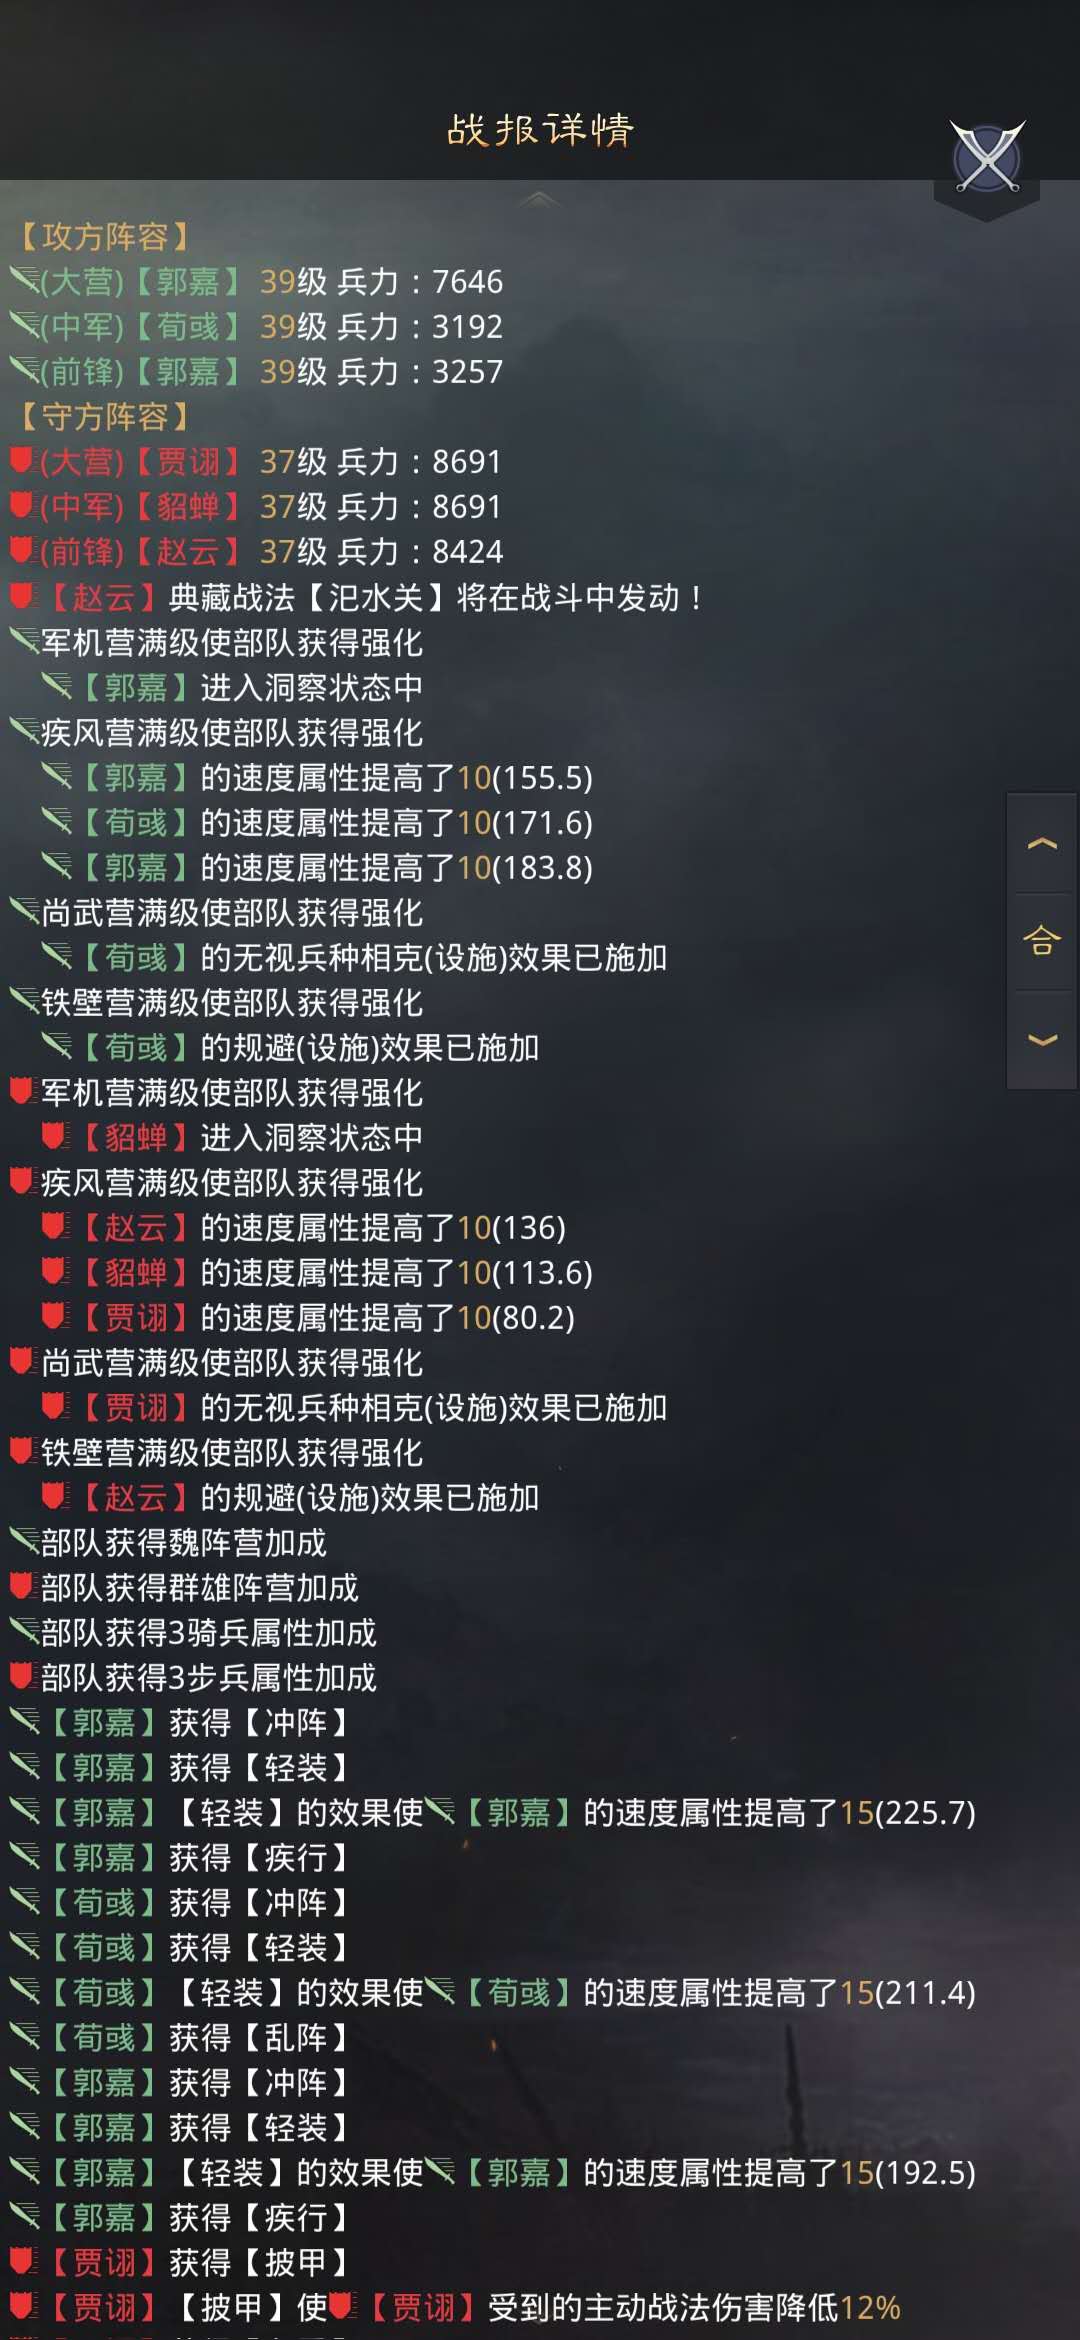 战报详情
【攻方阵容】
(大营)【郭嘉】 39级 兵力：7646
(中军)【荀彧】 39级 兵力：3192
(前锋)【郭嘉】 39级 兵力：3257
【守方阵容】
(大营)【贾诩】 37级 兵力：8691
(中军)【貂蝉】 37级 兵力：8691
(前锋)【赵云】 37级 兵力：8424
【赵云】典藏战法【汜水关】将在战斗中发动！
军机营满级使部队获得强化
【郭嘉】进入洞察状态中
疾风营满级使部队获得强化
【郭嘉】的速度属性提高了10(155.5)
【荀彧】的速度属性提高了10(171.6)
【郭嘉】的速度属性提高了10(183.8)
尚武营满级使部队获得强化
【荀彧】的无视兵种相克(设施)效果已施加
铁壁营满级使部队获得强化
【荀彧】的规避(设施)效果已施加
军机营满级使部队获得强化
【貂蝉】进入洞察状态中
疾风营满级使部队获得强化
【赵云】的速度属性提高了10(136)
【貂蝉】的速度属性提高了10(113.6)
【贾诩】的速度属性提高了10(80.2)
尚武营满级使部队获得强化
【贾诩】的无视兵种相克(设施)效果已施加
铁壁营满级使部队获得强化
【赵云】的规避(设施)效果已施加
部队获得魏阵营加成
部队获得群雄阵营加成
部队获得3骑兵属性加成
部队获得3步兵属性加成
【郭嘉】获得【冲阵】
【郭嘉】获得【轻装】
【郭嘉】【轻装】的效果使【郭嘉】的速度属性提高了15(225.7)
【郭嘉】获得【疾行】
【荀彧】获得【冲阵】
【荀彧】获得【轻装】
【荀彧】【轻装】的效果使【荀彧】的速度属性提高了15(211.4)
【荀彧】获得【乱阵】
【郭嘉】获得【冲阵】
【郭嘉】获得【轻装】
【郭嘉】【轻装】的效果使【郭嘉】的速度属性提高了15(192.5)
【郭嘉】获得【疾行】
【贾诩】获得【披甲】
【贾诩】【披甲】使【贾诩】受到的主动战法伤害降低12%
合